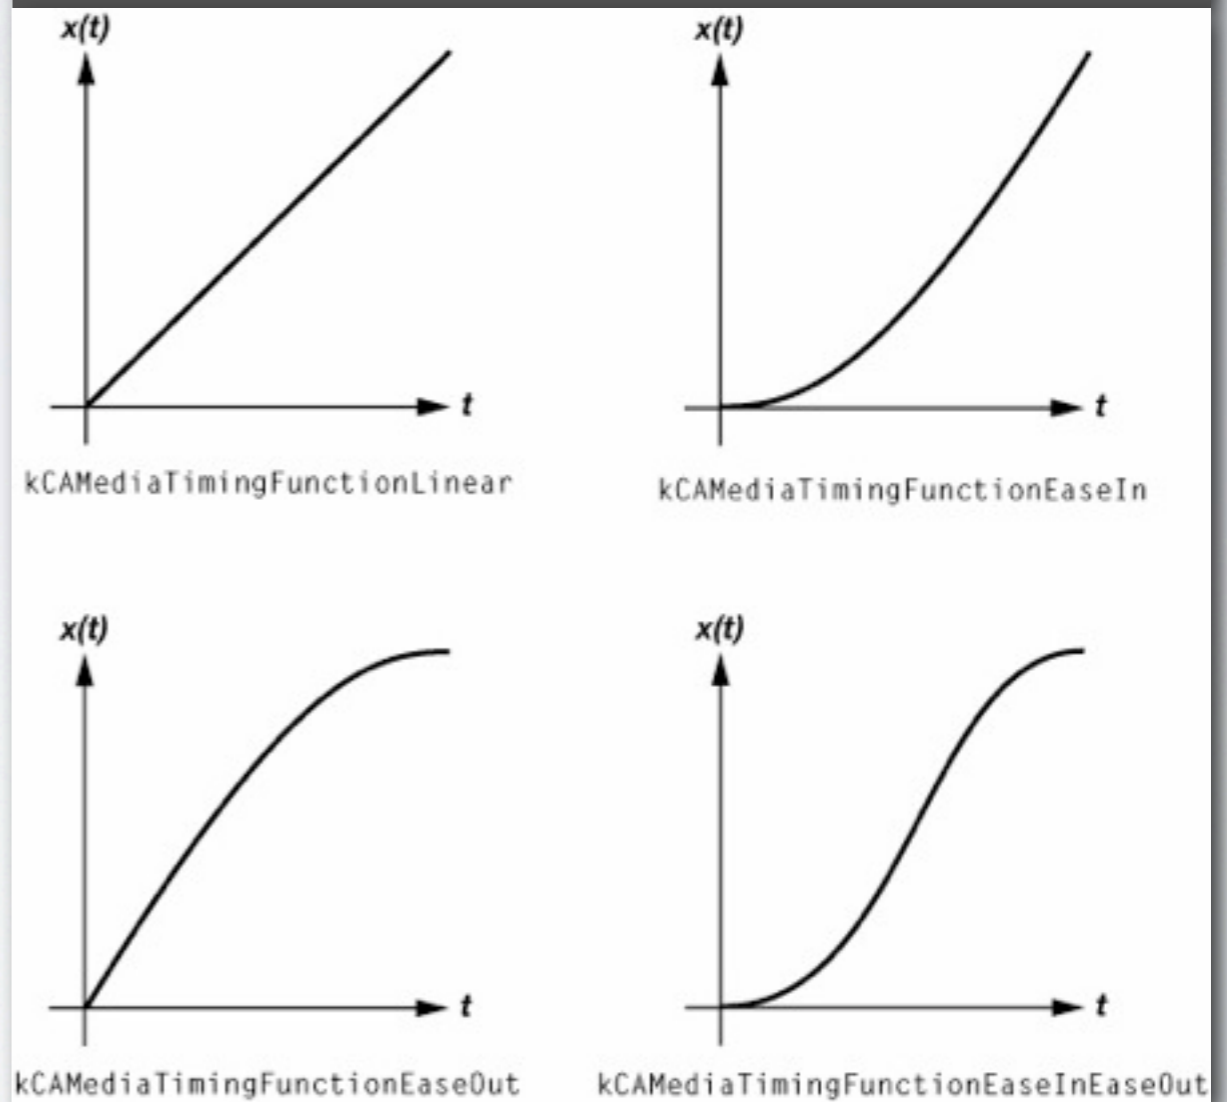 x(t)
x(t)
t
t
kCAMediaTimingFunctionLinear
kCAMediaTimingFunctionEaseIn
x(t)
x(t)
t
t
kCAMediaTimingFunctionEaseOut
kCAMediaTimingFunctionEaseInEaseOut